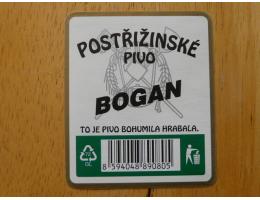 POSTŘIŽINSKÉ
PIVO
BOGAN
TO JE PIVO BOHUMILA HRABALA.
8 594048 890805